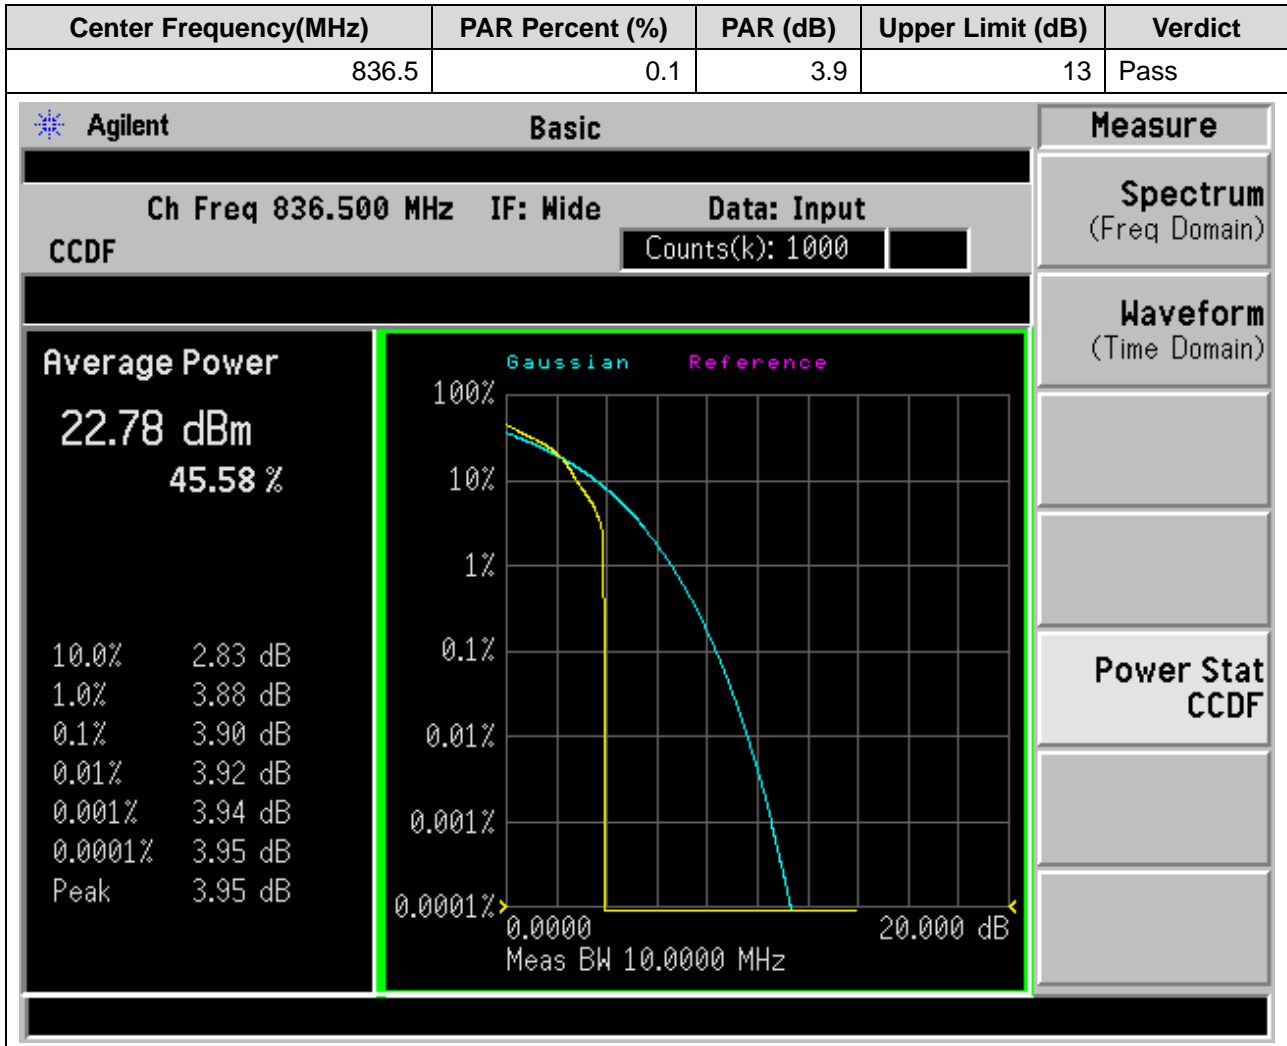 Center Frequency(MHz) PAR Percent (%) PAR (dB) Upper Limit (dB) Verdict
836.5 0.1 3.9 13 Pass
Agilent Basic Measure
Ch Freq 836.500 MHz IF: Wide Data: Input
CCDF Counts(k): 1000
Spectrum
(Freq Domain)
Waveform
(Time Domain)
Power Stat
CCDF
Average Power
22.78 dBm
45.58 %
10.0% 2.83 dB
1.0% 3.88 dB
0.1% 3.90 dB
0.01% 3.92 dB
0.001% 3.94 dB
0.0001% 3.95 dB
Peak 3.95 dB
Gaussian Reference
100%
10%
1%
0.1%
0.01%
0.001%
0.0001%
0.0000 20.000 dB
Meas BW 10.0000 MHz